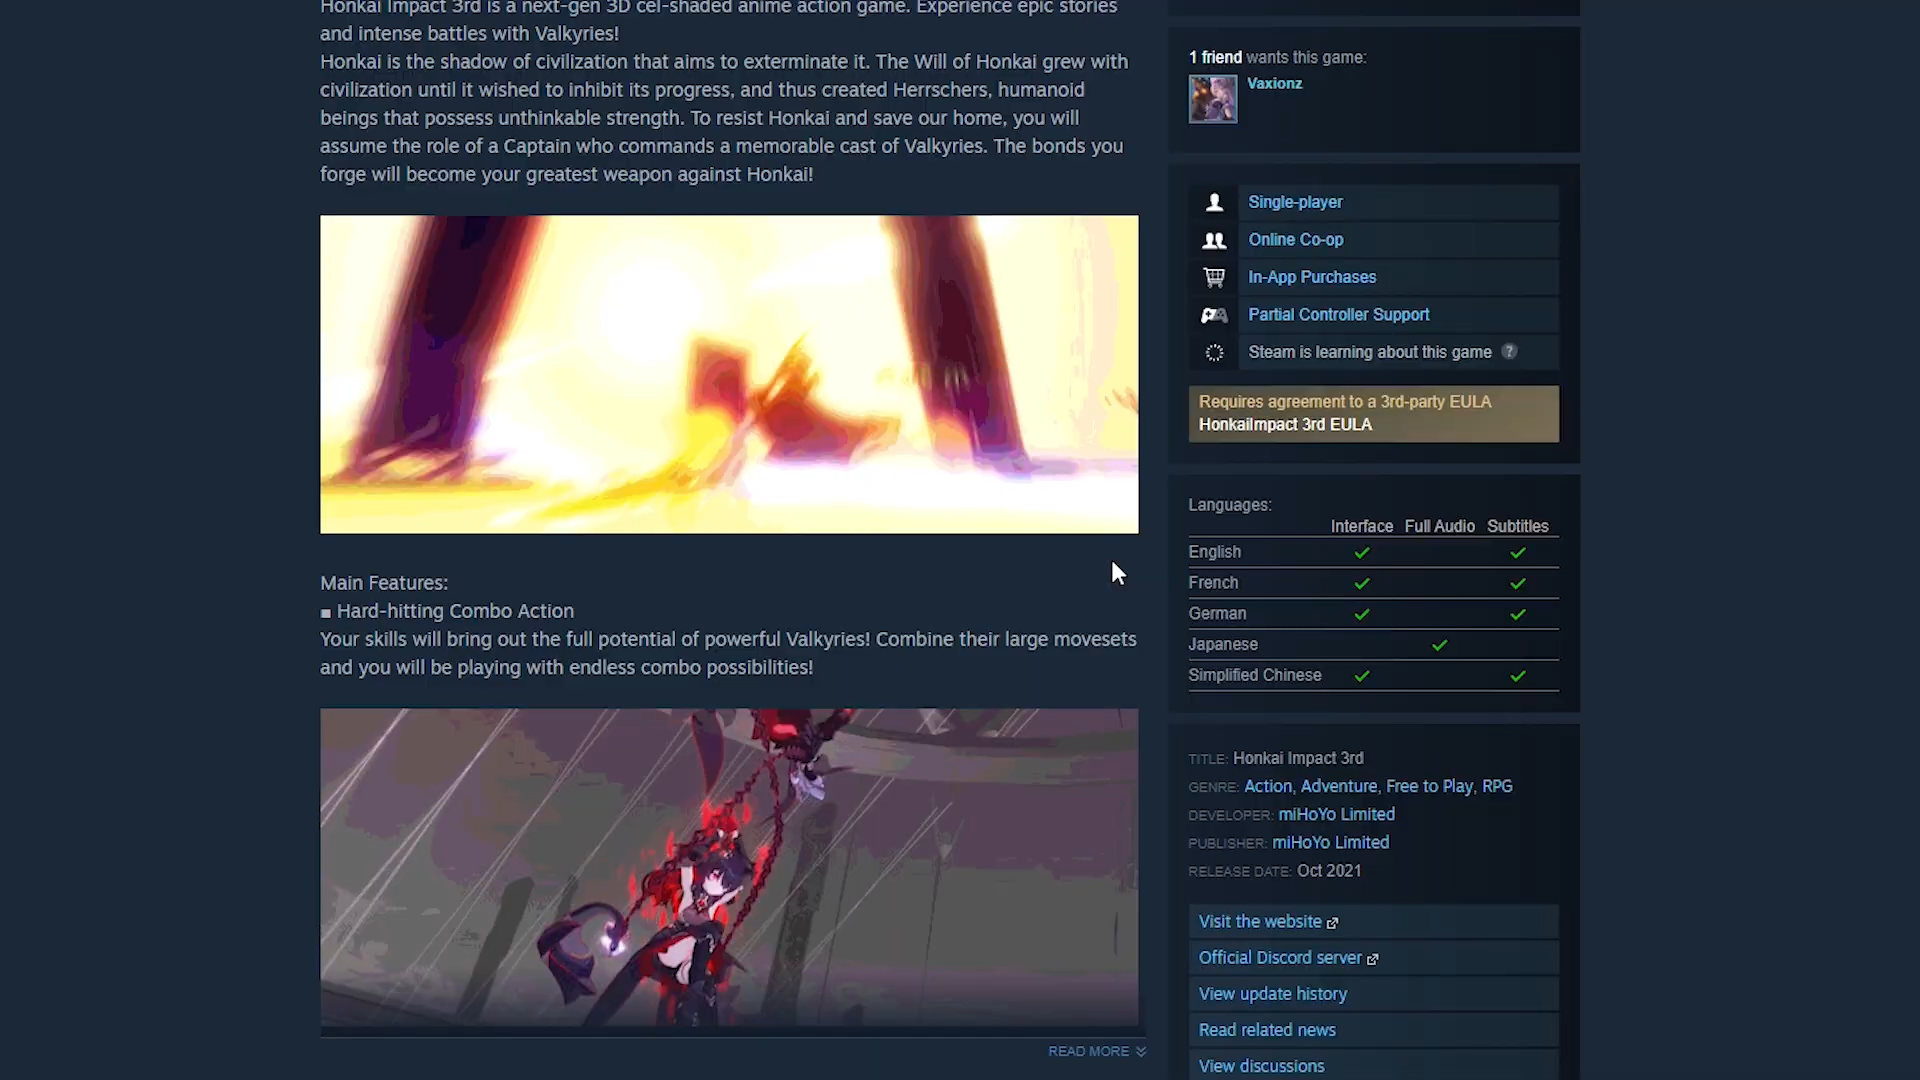 Honkai Impact 3rd is a next-gen 3D cel-shaded anime action game. Experience epic stories
and intense battles with Valkyries!
Honkai is the shadow of civilization that aims to exterminate it. The Will of Honkai grew with
civilization until it wished to inhibit its progress, and thus created Herrschers, humanoid
beings that possess unthinkable strength. To resist Honkai and save our home, you will
assume the role of a Captain who commands a memorable cast of Valkyries. The bonds you
forge will become your greatest weapon against Honkai!
Main Features:
■ Hard-hitting Combo Action
Your skills will bring out the full potential of powerful Valkyries! Combine their large movesets
and you will be playing with endless combo possibilities!
READ MORE
1 friend wants this game:
Vaxionz
Single-player
Online Co-op
In-App Purchases
Partial Controller Support
Steam is learning about this game ?
Requires agreement to a 3rd-party EULA
HonkaiImpact 3rd EULA
Languages:
Interface Full Audio Subtitles
English ✓ ✓
French ✓ ✓
German ✓ ✓
Japanese ✓
Simplified Chinese ✓ ✓
TITLE: Honkai Impact 3rd
GENRE: Action, Adventure, Free to Play, RPG
DEVELOPER: miHoYo Limited
PUBLISHER: miHoYo Limited
RELEASE DATE: Oct 2021
Visit the website
Official Discord server
View update history
Read related news
View discussions